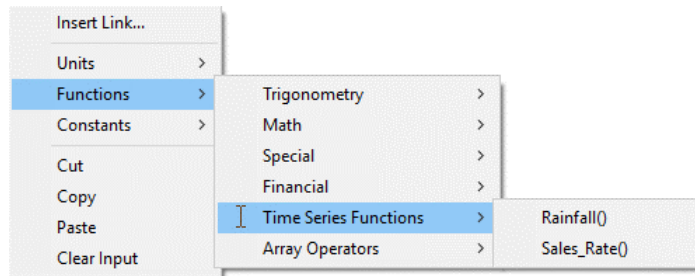 Insert Link...
Units
Functions
Constants
Cut
Copy
Paste
Clear Input
Trigonometry
Math
Special
Financial
Time Series Functions
Array Operators
Rainfall()
Sales_Rate()